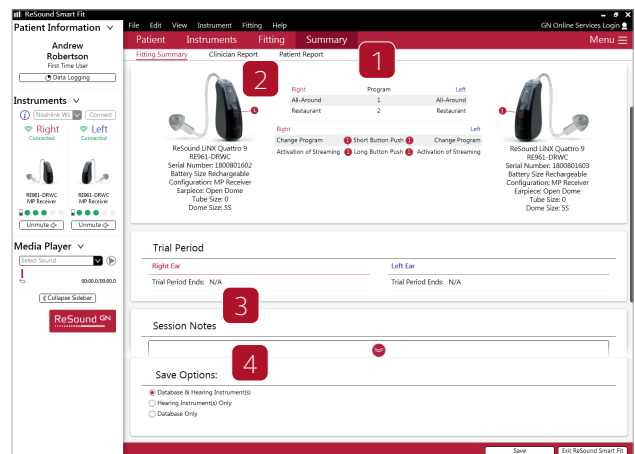 ReSound Smart Fit
Patient Information
File Edit View Instrument Fitting Help
GN Online Services Login
Patient Instruments Fitting Summary
Menu
Fitting Summary Clinician Report Patient Report
1
2
Andrew
Robertson
First Time User
Data Logging
Instruments
Noahlink Wir Connect
Right Left
Connected Connected
RE961-DRWC RE961-DRWC
MP Receiver MP Receiver
Unmute Unmute
Media Player
Select Sound
00:00.0/00:00.0
Collapse Sidebar
ReSound GN
1
ReSound LiNX Quattro 9
RE961-DRWC
Serial Number: 1800801602
Battery Size Rechargeable
Configuration: MP Receiver
Earpiece: Open Dome
Tube Size: 0
Dome Size: 5S
Right Program Left
All-Around 1 All-Around
Restaurant 2 Restaurant
Right Left
Change Program 1 Short Button Push 1 Change Program
Activation of Streaming 1 Long Button Push 1 Activation of Streaming
1
ReSound LiNX Quattro 9
RE961-DRWC
Serial Number: 1800801603
Battery Size Rechargeable
Configuration: MP Receiver
Earpiece: Open Dome
Tube Size: 0
Dome Size: 5S
Trial Period
Right Ear Left Ear
Trial Period Ends: N/A Trial Period Ends: N/A
3
Session Notes
4
Save Options:
Database & Hearing Instrument(s)
Hearing Instrument(s) Only
Database Only
Save Exit ReSound Smart Fit